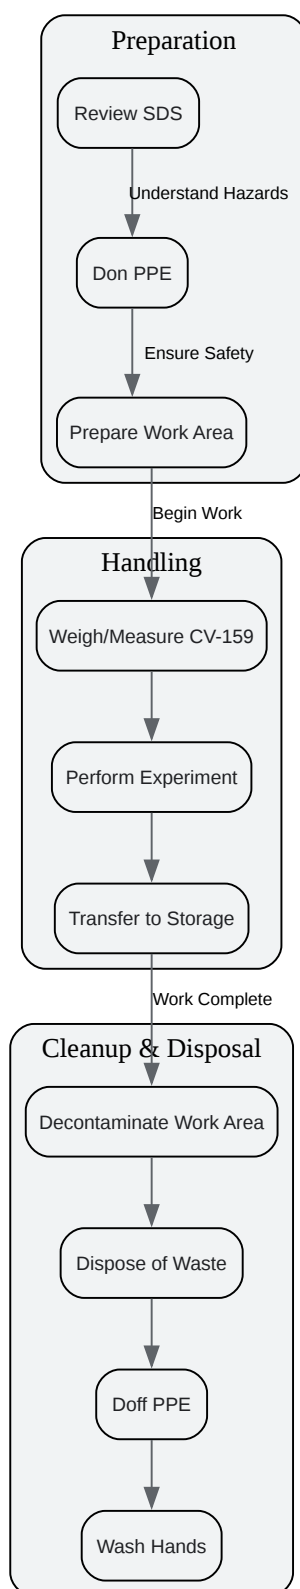 Preparation
Review SDS
Understand Hazards
Don PPE
Ensure Safety
Prepare Work Area
Begin Work
Handling
Weigh/Measure CV-159
Perform Experiment
Transfer to Storage
Work Complete
Cleanup & Disposal
Decontaminate Work Area
Dispose of Waste
Doff PPE
Wash Hands